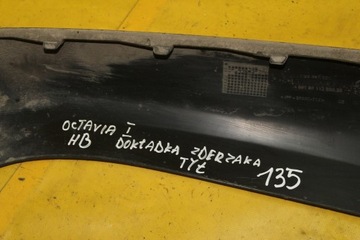 OCTAVIA I
HB DOKŁADKA ZDERZAKA
TYŁ 135